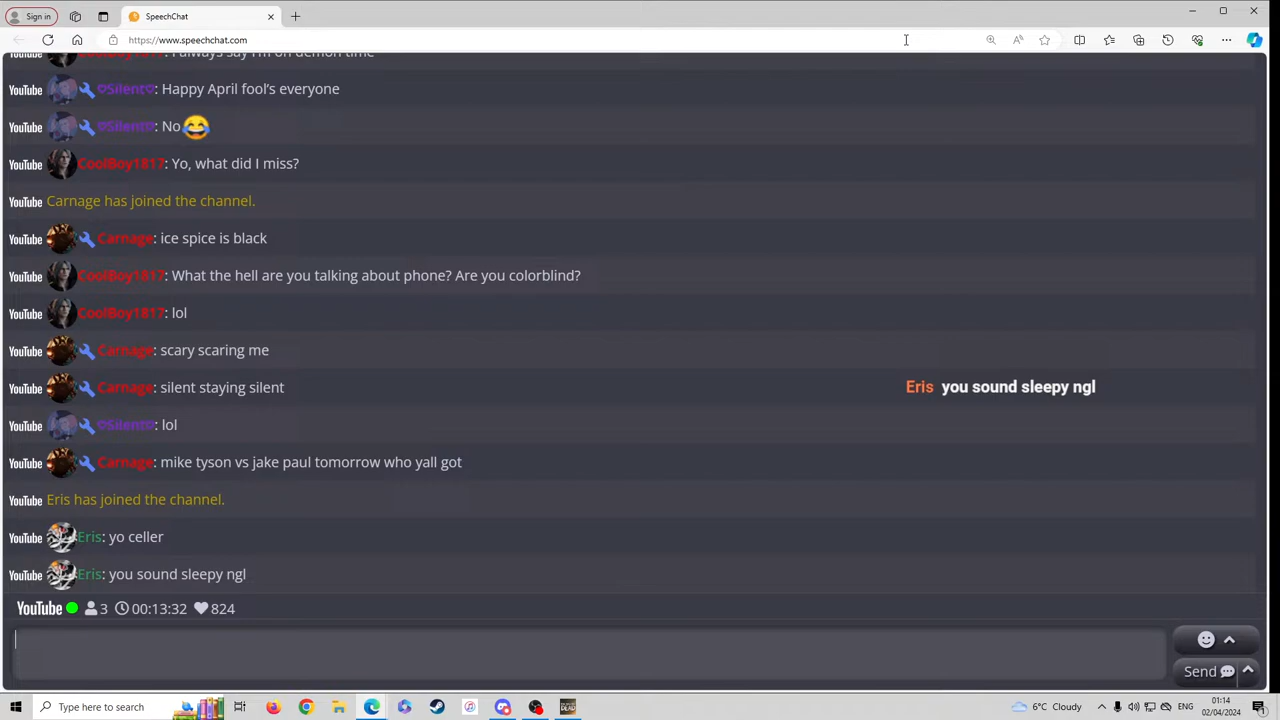 Sign in
SpeechChat
https://www.speechchat.com
CoolBoy1817: I always say I'm on demon time
YouTube ♡Silent♡: Happy April fool's everyone
YouTube ♡Silent♡: No😂
YouTube CoolBoy1817: Yo, what did I miss?
YouTube Carnage has joined the channel.
YouTube Carnage: ice spice is black
YouTube CoolBoy1817: What the hell are you talking about phone? Are you colorblind?
YouTube CoolBoy1817: lol
YouTube Carnage: scary scaring me
YouTube Carnage: silent staying silent
Eris you sound sleepy ngl
YouTube ♡Silent♡: lol
YouTube Carnage: mike tyson vs jake paul tomorrow who yall got
YouTube Eris has joined the channel.
YouTube Eris: yo celler
YouTube Eris: you sound sleepy ngl
YouTube 3 00:13:32 824
Send
Type here to search
6°C Cloudy
ENG
01:14
02/04/2024